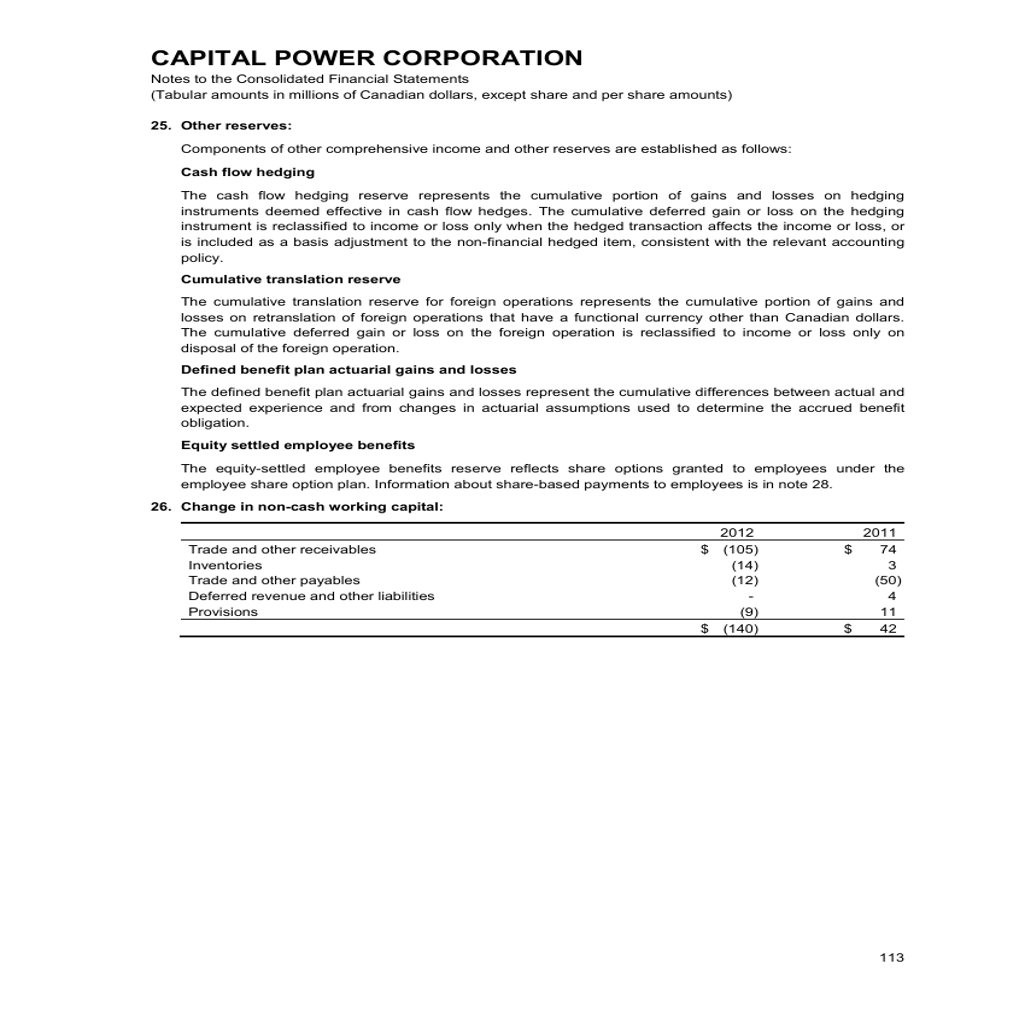 CAPITAL POWER CORPORATION
Notes to the Consolidated Financial Statements
(Tabular amounts in millions of Canadian dollars, except share and per share amounts)
25. Other reserves:
Components of other comprehensive income and other reserves are established as follows:
Cash flow hedging
The cash flow hedging reserve represents the cumulative portion of gains and losses on hedging
instruments deemed effective in cash flow hedges. The cumulative deferred gain or loss on the hedging
instrument is reclassified to income or loss only when the hedged transaction affects the income or loss, or
is included as a basis adjustment to the non-financial hedged item, consistent with the relevant accounting
policy.
Cumulative translation reserve
The cumulative translation reserve for foreign operations represents the cumulative portion of gains and
losses on retranslation of foreign operations that have a functional currency other than Canadian dollars.
The cumulative deferred gain or loss on the foreign operation is reclassified to income or loss only on
disposal of the foreign operation.
Defined benefit plan actuarial gains and losses
The defined benefit plan actuarial gains and losses represent the cumulative differences between actual and
expected experience and from changes in actuarial assumptions used to determine the accrued benefit
obligation.
Equity settled employee benefits
The equity-settled employee benefits reserve reflects share options granted to employees under the
employee share option plan. Information about share-based payments to employees is in note 28.
26. Change in non-cash working capital:
2012 2011
Trade and other receivables $ (105) $ 74
Inventories (14) 3
Trade and other payables (12) (50)
Deferred revenue and other liabilities - 4
Provisions (9) 11
$ (140) $ 42
113